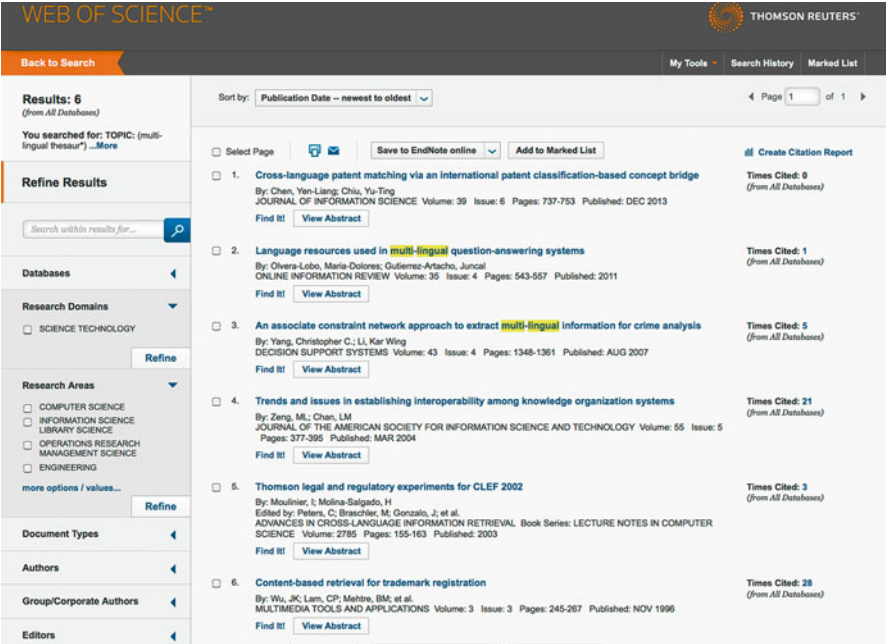 WEB OF SCIENCE™
THOMSON REUTERS™
Back to Search
My Tools
Search History
Marked List
Results: 6
(from All Databases)
You searched for: TOPIC: (multi-
lingual thesaur*) ...More
Refine Results
Search within results for...
Databases
Research Domains
SCIENCE TECHNOLOGY
Refine
Research Areas
COMPUTER SCIENCE
INFORMATION SCIENCE
LIBRARY SCIENCE
OPERATIONS RESEARCH
MANAGEMENT SCIENCE
ENGINEERING
more options / values...
Refine
Document Types
Authors
Group/Corporate Authors
Editors
Sort by: Publication Date -- newest to oldest
Page 1 of 1
Select Page
Save to EndNote online
Add to Marked List
Create Citation Report
1. Cross-language patent matching via an international patent classification-based concept bridge
By: Chen, Yen-Liang; Chiu, Yu-Ting
JOURNAL OF INFORMATION SCIENCE Volume: 39 Issue: 6 Pages: 737-753 Published: DEC 2013
Find It! View Abstract
Times Cited: 0
(from All Databases)
2. Language resources used in multi-lingual question-answering systems
By: Olvera-Lobo, Maria-Dolores; Gutierrez-Artacho, Juncal
ONLINE INFORMATION REVIEW Volume: 35 Issue: 4 Pages: 543-557 Published: 2011
Find It! View Abstract
Times Cited: 1
(from All Databases)
3. An associate constraint network approach to extract multi-lingual information for crime analysis
By: Yang, Christopher C.; Li, Kar Wing
DECISION SUPPORT SYSTEMS Volume: 43 Issue: 4 Pages: 1348-1361 Published: AUG 2007
Find It! View Abstract
Times Cited: 5
(from All Databases)
4. Trends and issues in establishing interoperability among knowledge organization systems
By: Zeng, ML; Chan, LM
JOURNAL OF THE AMERICAN SOCIETY FOR INFORMATION SCIENCE AND TECHNOLOGY Volume: 55 Issue: 5
Pages: 377-395 Published: MAR 2004
Find It! View Abstract
Times Cited: 21
(from All Databases)
5. Thomson legal and regulatory experiments for CLEF 2002
By: Moulinier, I; Molina-Salgado, H
Edited by: Peters, C; Braschler, M; Gonzalo, J; et al.
ADVANCES IN CROSS-LANGUAGE INFORMATION RETRIEVAL Book Series: LECTURE NOTES IN COMPUTER
SCIENCE Volume: 2785 Pages: 155-163 Published: 2003
Find It! View Abstract
Times Cited: 3
(from All Databases)
6. Content-based retrieval for trademark registration
By: Wu, JK; Lam, CP; Mehtre, BM; et al.
MULTIMEDIA TOOLS AND APPLICATIONS Volume: 3 Issue: 3 Pages: 245-267 Published: NOV 1996
Find It! View Abstract
Times Cited: 28
(from All Databases)